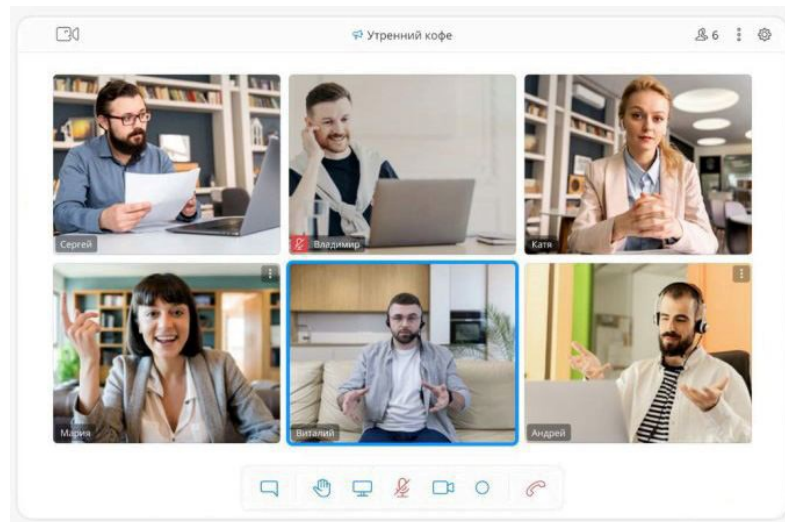 Утренний кофе
6
Сергей
Владимир
Катя
Мария
Виталий
Андрей